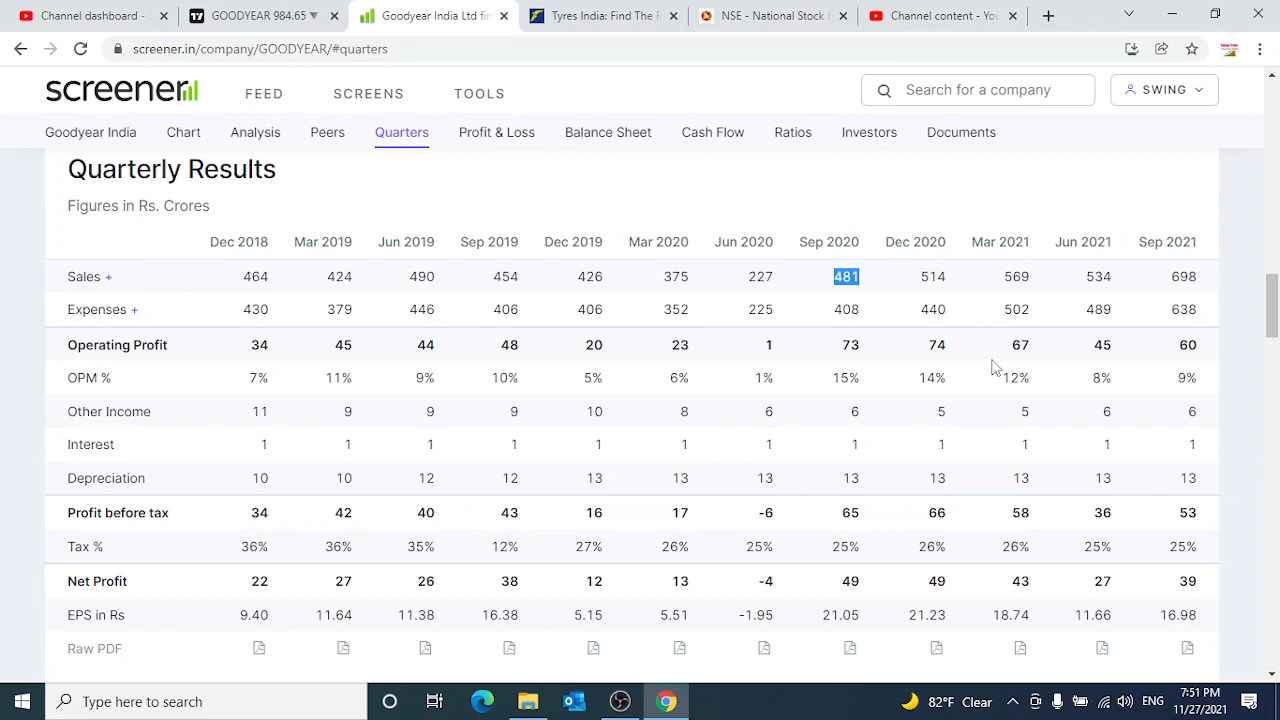 Channel dashboard - 
GOODYEAR 984.65 ▼
Goodyear India Ltd fin
Tyres India: Find The R
NSE - National Stock D
Channel content - You
screener.in/company/GOODYEAR/#quarters
screener
FEED
SCREENS
TOOLS
Search for a company
SWING
Goodyear India Chart Analysis Peers Quarters Profit & Loss Balance Sheet Cash Flow Ratios Investors Documents
Quarterly Results
Figures in Rs. Crores
Dec 2018 Mar 2019 Jun 2019 Sep 2019 Dec 2019 Mar 2020 Jun 2020 Sep 2020 Dec 2020 Mar 2021 Jun 2021 Sep 2021
Sales + 464 424 490 454 426 375 227 481 514 569 534 698
Expenses + 430 379 446 406 406 352 225 408 440 502 489 638
Operating Profit 34 45 44 48 20 23 1 73 74 67 45 60
OPM % 7% 11% 9% 10% 5% 6% 1% 15% 14% 12% 8% 9%
Other Income 11 9 9 9 10 8 6 6 5 5 6 6
Interest 1 1 1 1 1 1 1 1 1 1 1 1
Depreciation 10 10 12 12 13 13 13 13 13 13 13 13
Profit before tax 34 42 40 43 16 17 -6 65 66 58 36 53
Tax % 36% 36% 35% 12% 27% 26% 25% 25% 26% 26% 25% 25%
Net Profit 22 27 26 38 12 13 -4 49 49 43 27 39
EPS in Rs 9.40 11.64 11.38 16.38 5.15 5.51 -1.95 21.05 21.23 18.74 11.66 16.98
Raw PDF
Type here to search
82°F Clear
ENG
7:51 PM
11/27/2021